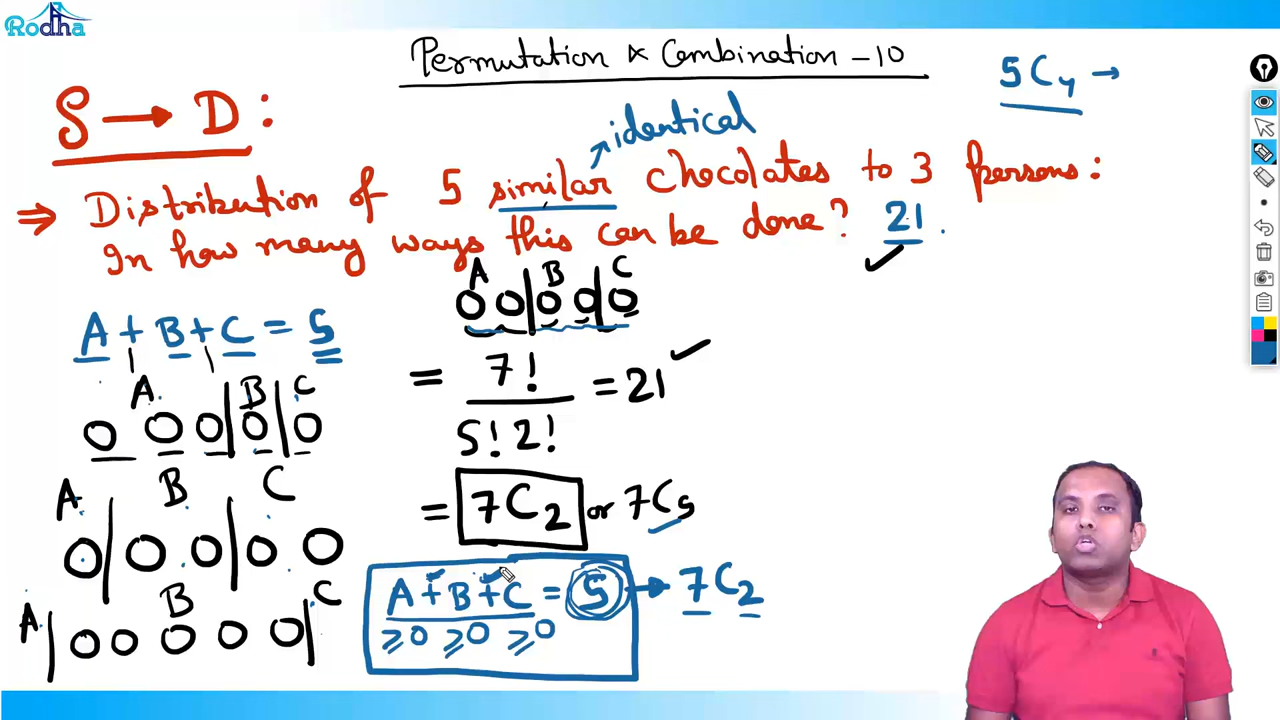 Rodha
Permutation & Combination - 10
5C4 →
S → D :
identical
⇒ Distribution of 5 similar chocolates to 3 persons:
In how many ways this can be done? 21.
A + B + C = 5
A B C
0 0 | 0 0 | 0
= 7! / 5! 2! = 21
A B C
0 0 0 | 0 | 0
= 7C2 or 7C5
A B C
0 | 0 0 | 0 0
A + B + C = 5 → 7C2
≥0 ≥0 ≥0
A B C
| 0 0 0 0 0 |